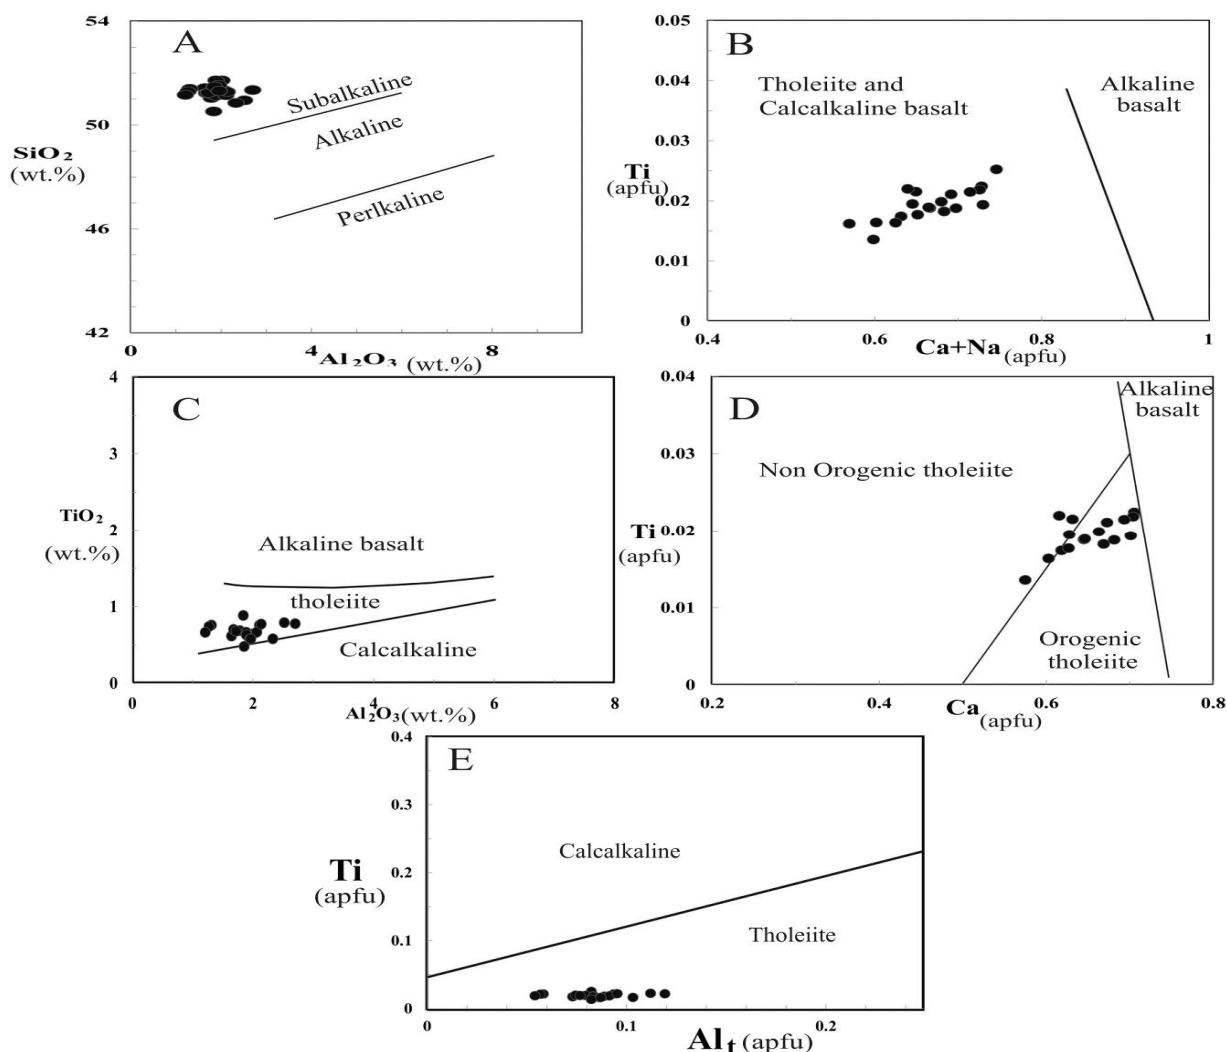 A
54
50
46
42
SiO₂
(wt.%)
Subalkaline
Alkaline
Perlkaline
0
4
8
Al₂O₃ (wt.%)
B
0.05
0.04
0.03
0.02
0.01
0
Ti
(apfu)
Tholeiite and
Calcalkaline basalt
Alkaline
basalt
0.4
0.6
0.8
1
Ca+Na (apfu)
C
4
3
2
1
0
TiO₂
(wt.%)
Alkaline basalt
tholeiite
Calcalkaline
0
2
4
6
8
Al₂O₃(wt.%)
D
0.04
0.03
0.02
0.01
0
Ti
(apfu)
Alkaline
basalt
Non Orogenic tholeiite
Orogenic
tholeiite
0.2
0.4
0.6
0.8
Ca (apfu)
E
0.4
0.3
0.2
0.1
0
Ti
(apfu)
Calcalkaline
Tholeiite
0
0.1
0.2
Alt (apfu)